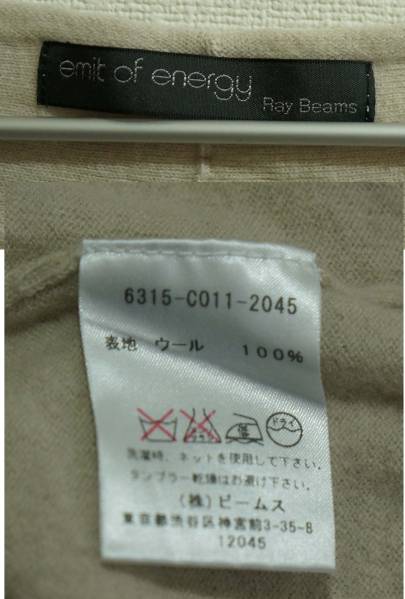 emit of energy
Ray Beams
6315-C011-2045
表地 ウール 100%
ドライ
洗濯時、ネットを使用して下さい。
タンブラー乾燥はお避け下さい。
(株)ビームス
東京都渋谷区神宮前3-35-8
12045